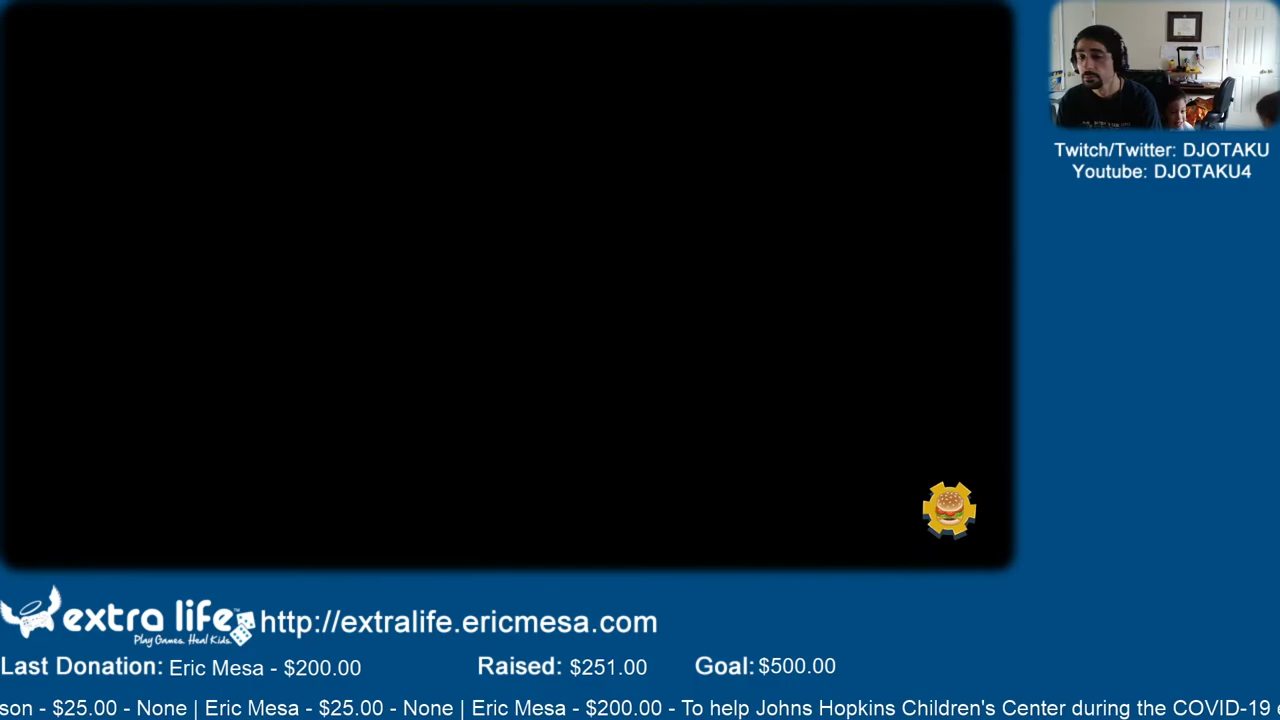 Twitch/Twitter: DJOTAKU
Youtube: DJOTAKU4
extra life
Play Games. Heal Kids.
http://extralife.ericmesa.com
Last Donation: Eric Mesa - $200.00
Raised: $251.00
Goal: $500.00
son - $25.00 - None | Eric Mesa - $25.00 - None | Eric Mesa - $200.00 - To help Johns Hopkins Children's Center during the COVID-19